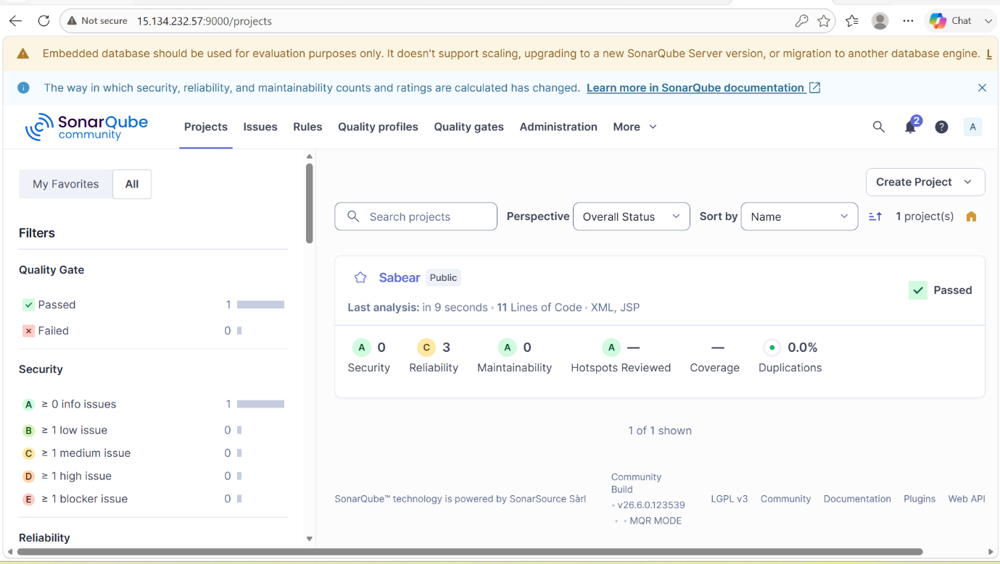 Not secure 15.134.232.57:9000/projects
Chat
Embedded database should be used for evaluation purposes only. It doesn't support scaling, upgrading to a new SonarQube Server version, or migration to another database engine. L
The way in which security, reliability, and maintainability counts and ratings are calculated has changed. Learn more in SonarQube documentation
SonarQube
community
Projects Issues Rules Quality profiles Quality gates Administration More
2
A
My Favorites All
Filters
Quality Gate
Passed 1
Failed 0
Security
A ≥ 0 info issues 1
B ≥ 1 low issue 0
C ≥ 1 medium issue 0
D ≥ 1 high issue 0
E ≥ 1 blocker issue 0
Reliability
Create Project
Search projects Perspective Overall Status Sort by Name 1 project(s)
Sabear Public
Passed
Last analysis: in 9 seconds • 11 Lines of Code • XML, JSP
A 0 C 3 A 0 A — — 0.0%
Security Reliability Maintainability Hotspots Reviewed Coverage Duplications
1 of 1 shown
SonarQube™ technology is powered by SonarSource Sàrl
Community
Build
• v26.6.0.123539
• • MQR MODE
LGPL v3 Community Documentation Plugins Web API